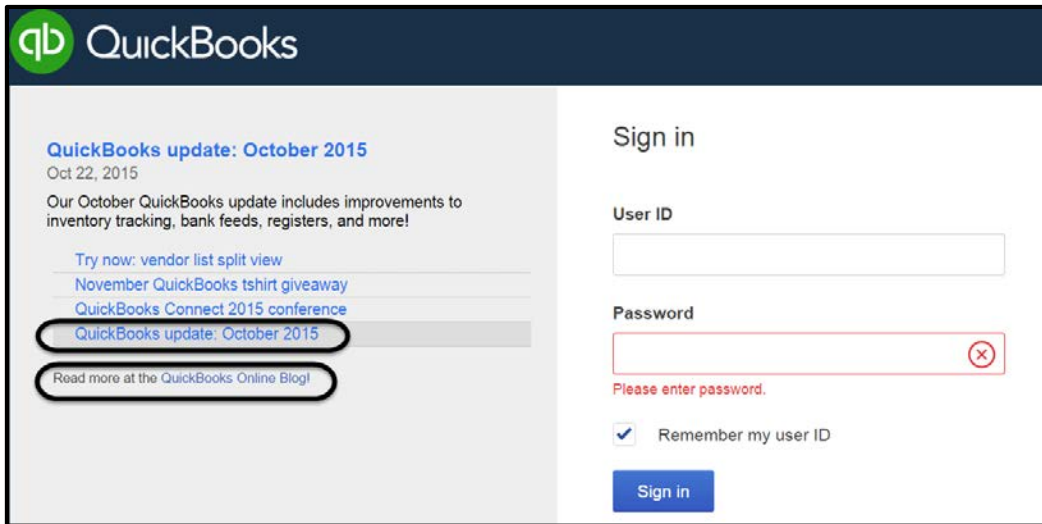 qb QuickBooks
QuickBooks update: October 2015
Oct 22, 2015
Our October QuickBooks update includes improvements to
inventory tracking, bank feeds, registers, and more!
Try now: vendor list split view
November QuickBooks tshirt giveaway
QuickBooks Connect 2015 conference
QuickBooks update: October 2015
Read more at the QuickBooks Online Blog!
Sign in
User ID
Password
Please enter password.
Remember my user ID
Sign in